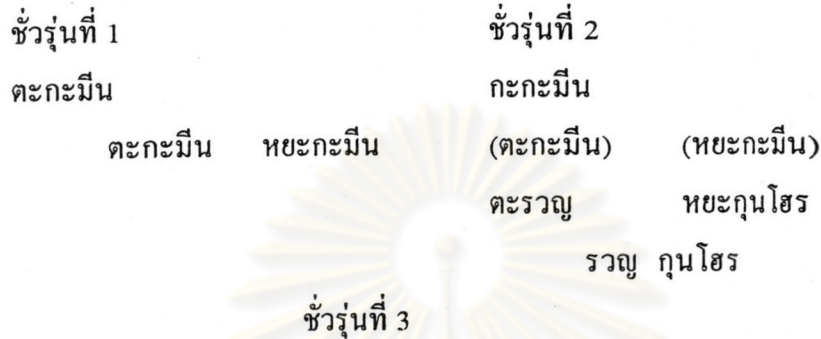 ชั่วรุ่นที่ 1 ชั่วรุ่นที่ 2
ตะกะมีน กะกะมีน
ตะกะมีน หยะกะมีน (ตะกะมีน) (หยะกะมีน)
ตะรวญ หยะกุนโฮร
รวญ กุนโฮร
ชั่วรุ่นที่ 3